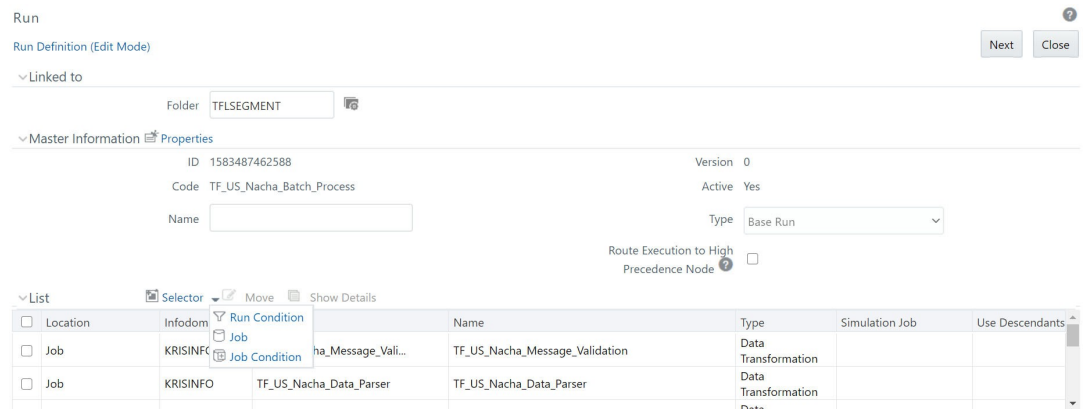 Run
Run Definition (Edit Mode)
Next Close
Linked to
Folder TFLSEGMENT
Master Information Properties
ID 1583487462588 Version 0
Code TF_US_Nacha_Batch_Process Active Yes
Name Type Base Run
Route Execution to High
Precedence Node
List Selector Move Show Details
Run Condition
Job
Job Condition
Location Infodom Name Type Simulation Job Use Descendants
Job ha_Message_Vali... TF_US_Nacha_Message_Validation Data
Transformation
Job KRISINFO TF_US_Nacha_Data_Parser TF_US_Nacha_Data_Parser Data
Transformation